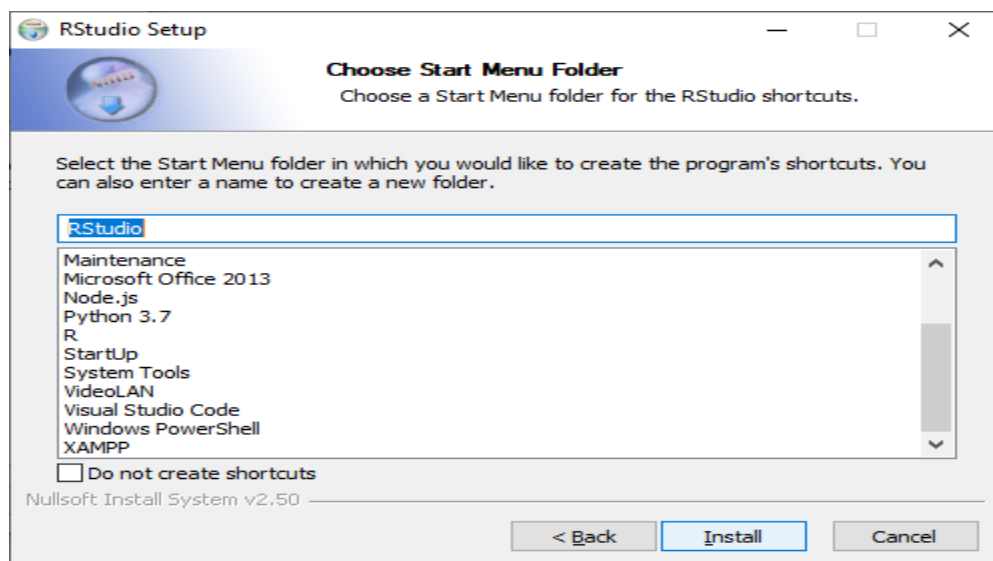 RStudio Setup
Choose Start Menu Folder
Choose a Start Menu folder for the RStudio shortcuts.
Select the Start Menu folder in which you would like to create the program's shortcuts. You
can also enter a name to create a new folder.
RStudio
Maintenance
Microsoft Office 2013
Node.js
Python 3.7
R
StartUp
System Tools
VideoLAN
Visual Studio Code
Windows PowerShell
XAMPP
Do not create shortcuts
Nullsoft Install System v2.50
< Back
Install
Cancel